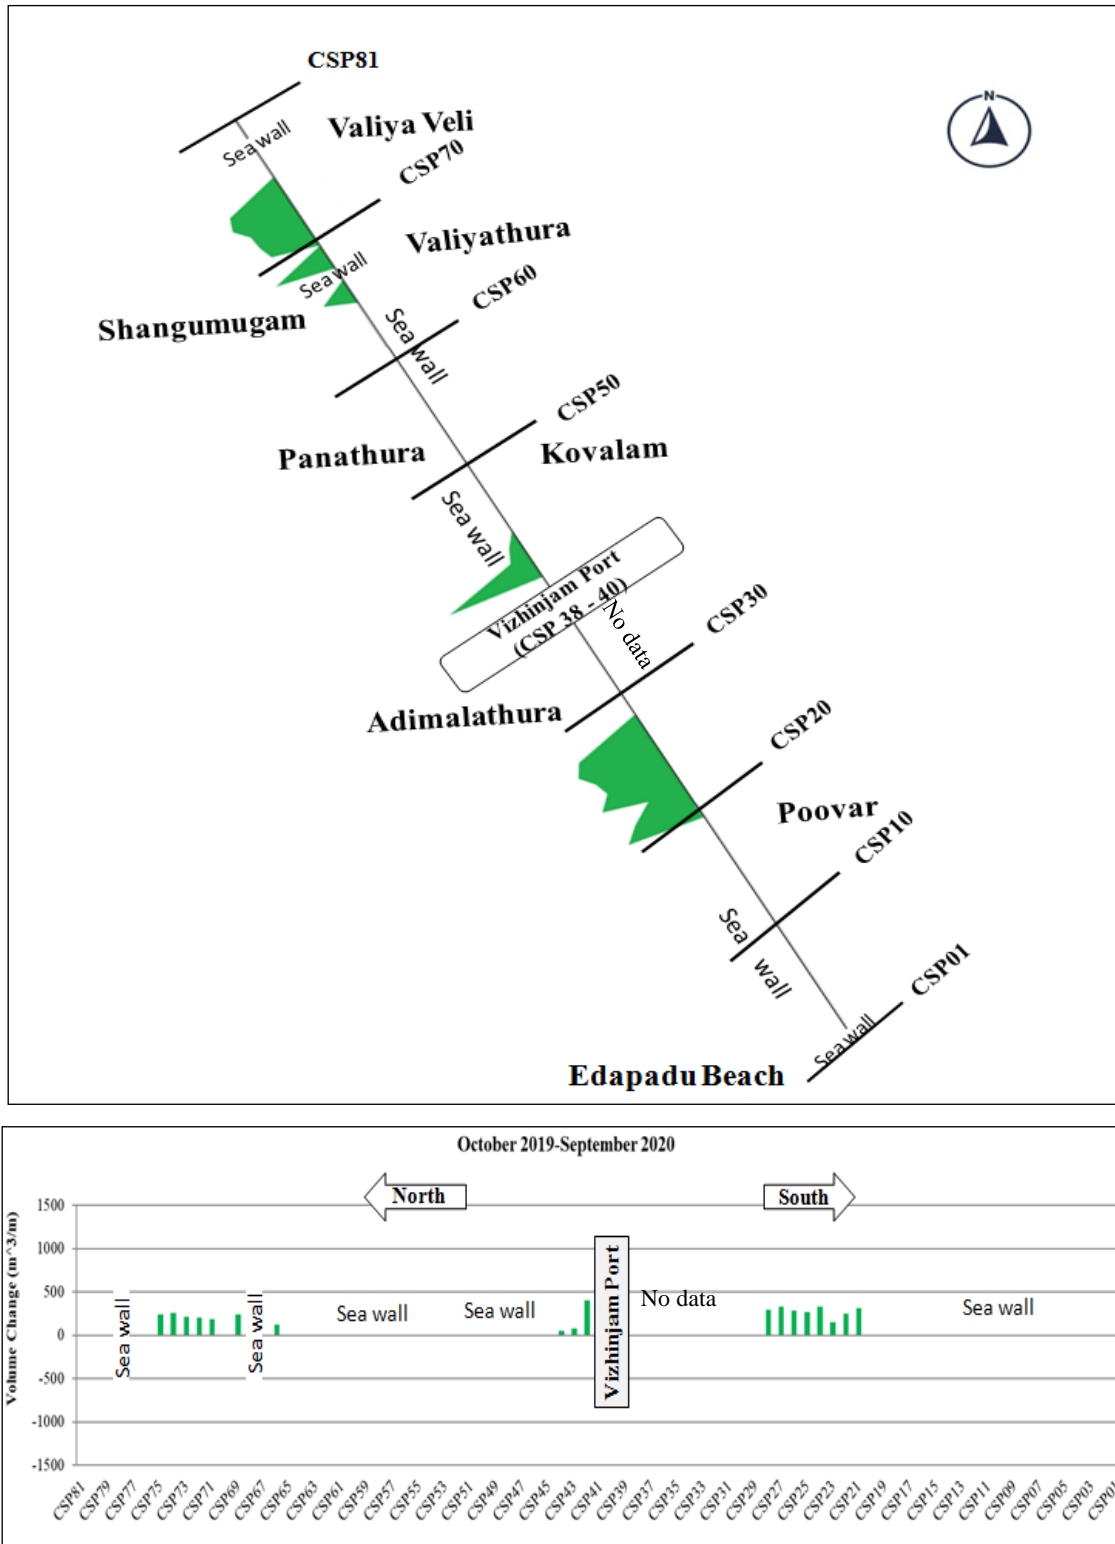 N
CSP81
Sea wall
Valiya Veli
CSP70
Valiyathura
Sea wall
Shangumugam
CSP60
Sea wall
CSP50
Panathura
Kovalam
Sea wall
Vizhinjam Port
(CSP 38 - 40)
No data
CSP30
Adimalathura
CSP20
Poovar
CSP10
Sea wall
CSP01
Sea wall
Edapadu Beach
October 2019-September 2020
North
South
Volume Change (m^3/m)
1500
1000
500
0
-500
-1000
-1500
Sea wall
Sea wall
Sea wall
Sea wall
Vizhinjam Port
No data
Sea wall
CSP81
CSP79
CSP77
CSP75
CSP73
CSP71
CSP69
CSP67
CSP65
CSP63
CSP61
CSP59
CSP57
CSP55
CSP53
CSP51
CSP49
CSP47
CSP45
CSP43
CSP41
CSP39
CSP37
CSP35
CSP33
CSP31
CSP29
CSP27
CSP25
CSP23
CSP21
CSP19
CSP17
CSP15
CSP13
CSP11
CSP09
CSP07
CSP05
CSP03